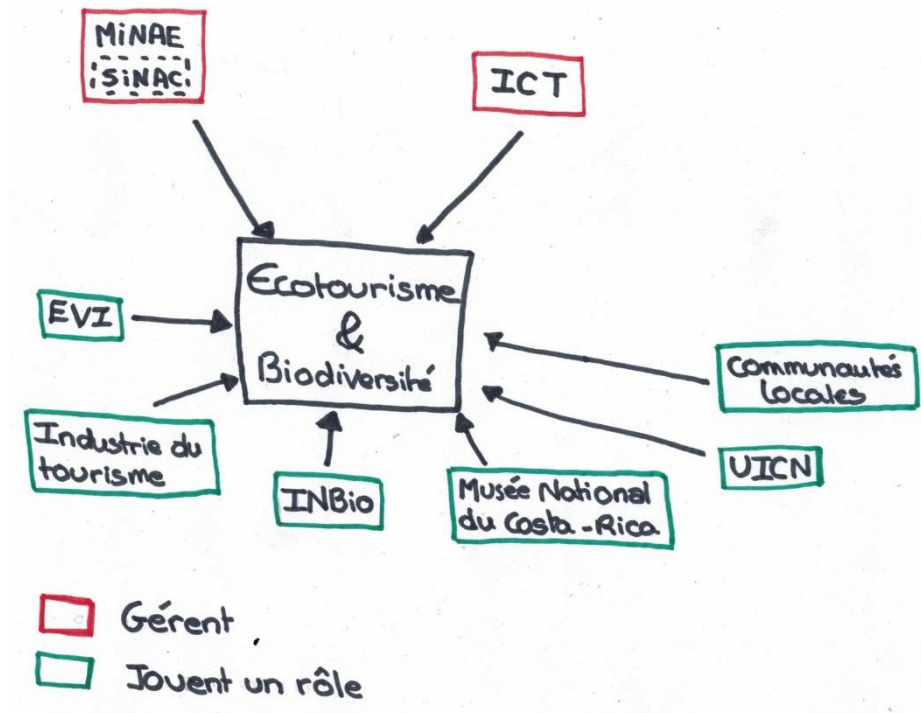 MiNAE
SiNAC
ICT
Ecotourisme
&
Biodiversité
EVI
Industrie du
tourisme
INBio
Musée National
du Costa-Rica
Communautés
locales
UICN
Gérent
Jouent un rôle